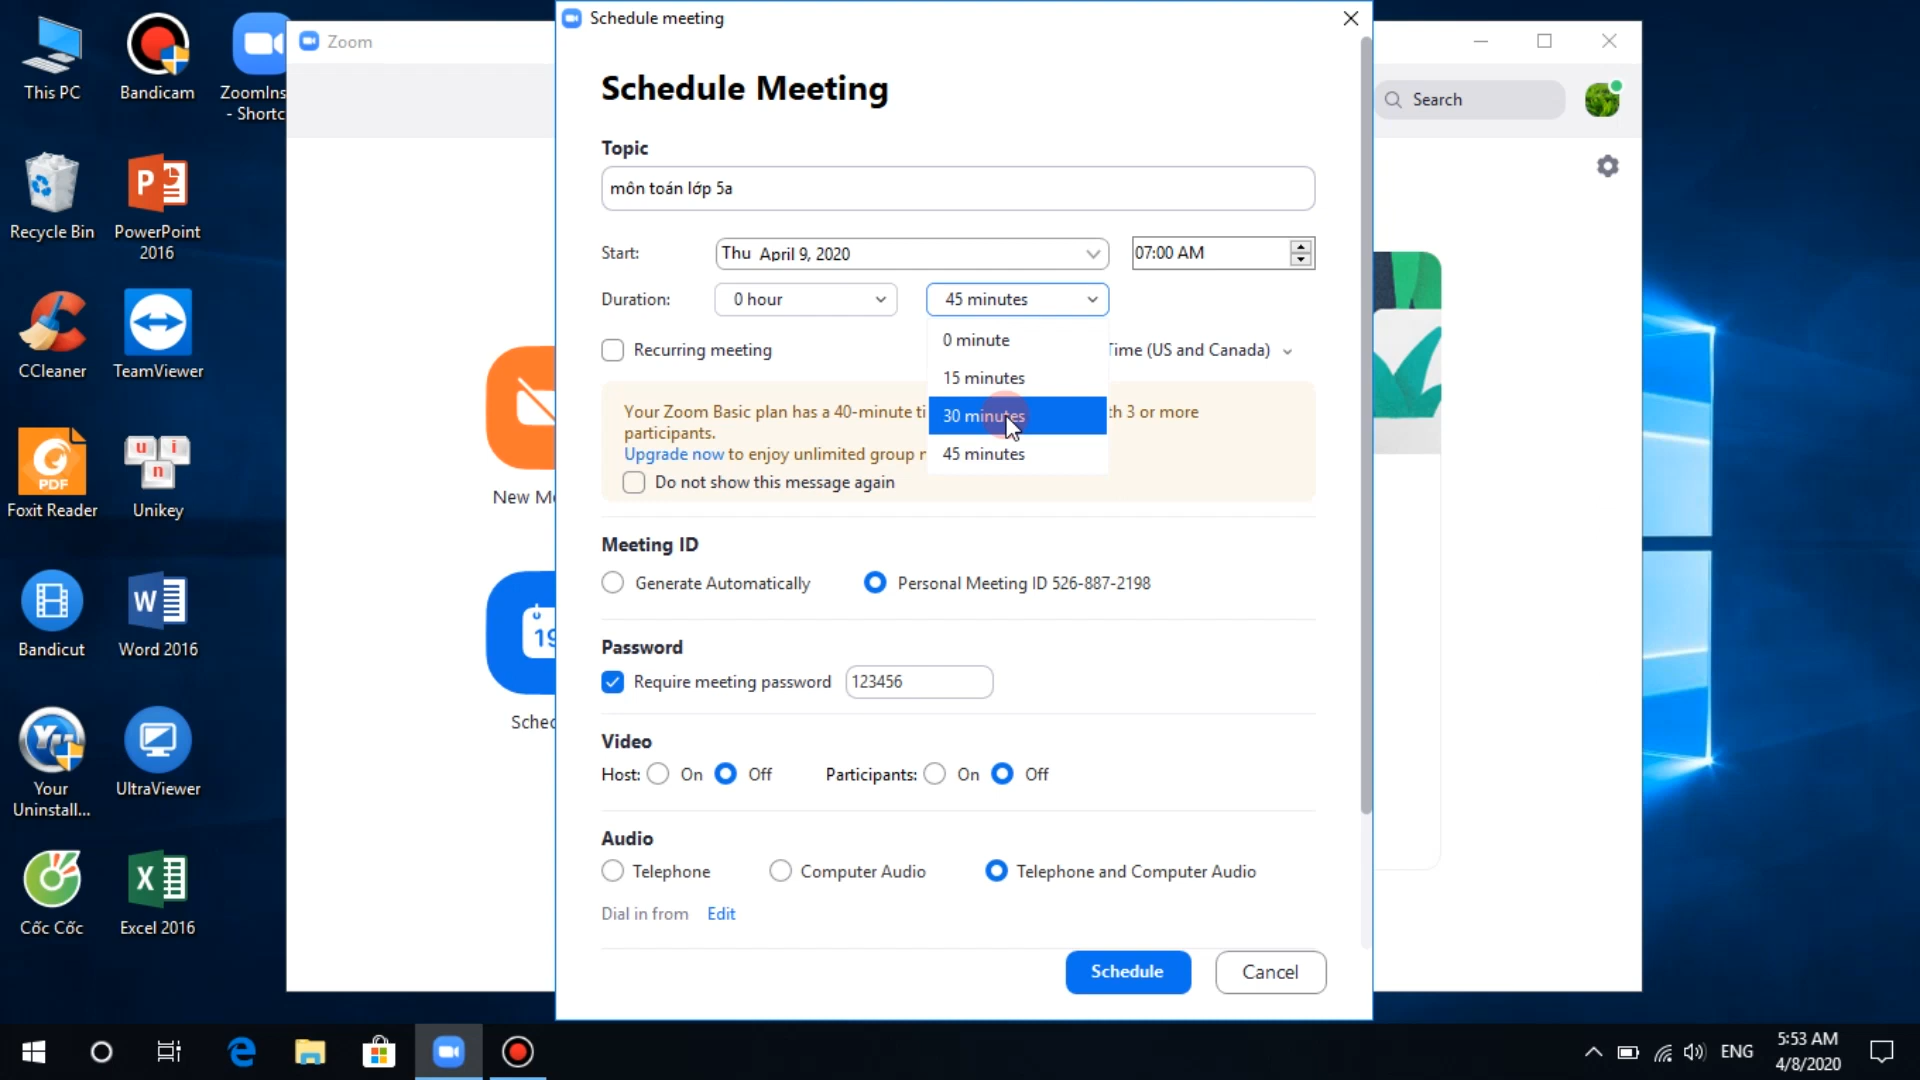 Schedule meeting
Zoom
Schedule Meeting
Search
Topic
môn toán lớp 5a
Start:
Thu April 9, 2020
07:00 AM
Duration:
0 hour
45 minutes
0 minute
15 minutes
30 minutes
45 minutes
Recurring meeting
Time (US and Canada)
Your Zoom Basic plan has a 40-minute ti
th 3 or more
participants.
Upgrade now to enjoy unlimited group
Do not show this message again
Meeting ID
Generate Automatically
Personal Meeting ID 526-887-2198
Password
Require meeting password
123456
Video
Host:
On
Off
Participants:
On
Off
Audio
Telephone
Computer Audio
Telephone and Computer Audio
Dial in from
Edit
Schedule
Cancel
New M
19
Sched
This PC
Bandicam
ZoomIns
- Shortc
Recycle Bin
P
PowerPoint
2016
CCleaner
TeamViewer
PDF
Foxit Reader
u n i
Unikey
Bandicut
W
Word 2016
Your
Uninstall...
UltraViewer
Cốc Cốc
X
Excel 2016
ENG
5:53 AM
4/8/2020